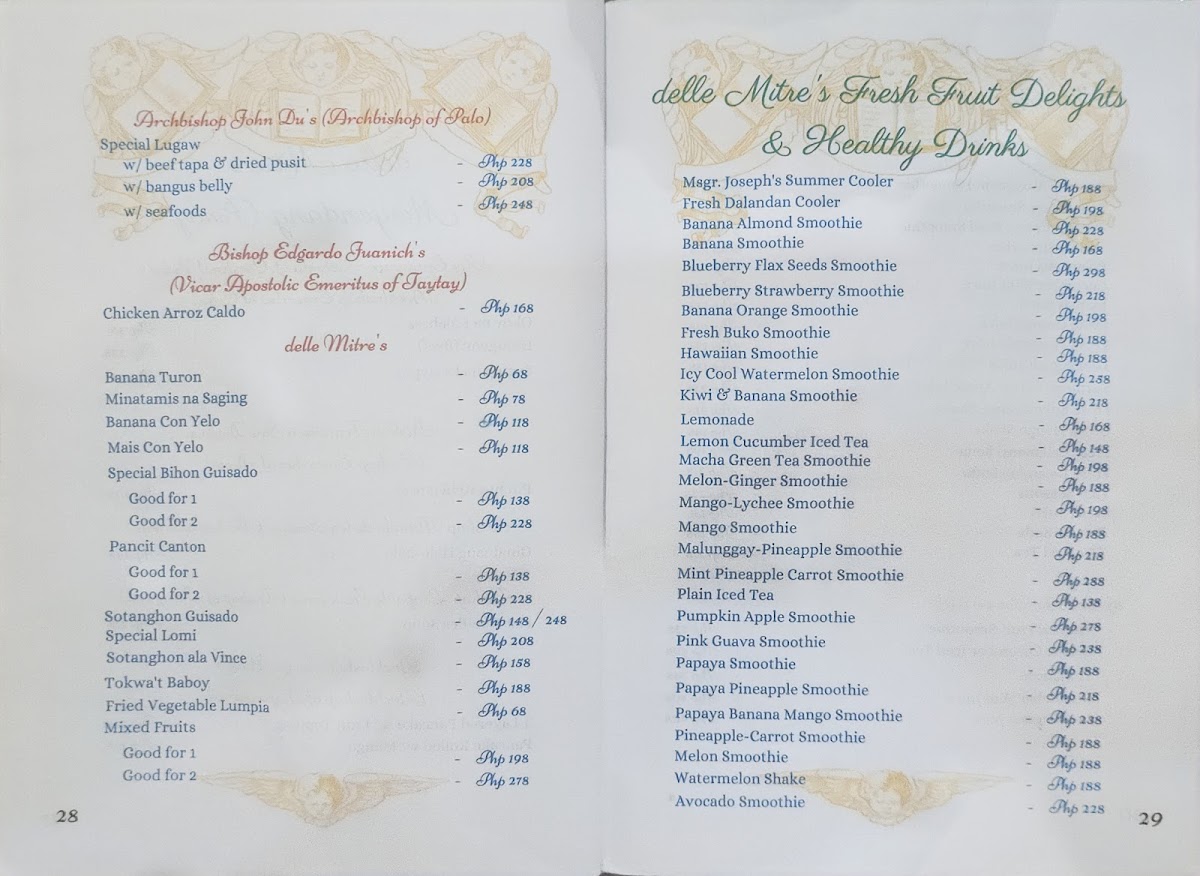 Archbishop John Du's (Archbishop of Palo)
Special Lugaw
w/ beef tapa & dried pusit - Php 228
w/ bangus belly - Php 208
w/ seafoods - Php 248
Bishop Edgardo Juanich's
(Vicar Apostolic Emeritus of Taytay)
Chicken Arroz Caldo - Php 168
delle Mitre's
Banana Turon - Php 68
Minatamis na Saging - Php 78
Banana Con Yelo - Php 118
Mais Con Yelo - Php 118
Special Bihon Guisado
Good for 1 - Php 138
Good for 2 - Php 228
Pancit Canton
Good for 1 - Php 138
Good for 2 - Php 228
Sotanghon Guisado - Php 148 / 248
Special Lomi - Php 208
Sotanghon ala Vince - Php 158
Tokwa't Baboy - Php 188
Fried Vegetable Lumpia - Php 68
Mixed Fruits
Good for 1 - Php 198
Good for 2 - Php 278
28
delle Mitre's Fresh Fruit Delights
& Healthy Drinks
Msgr. Joseph's Summer Cooler - Php 188
Fresh Dalandan Cooler - Php 198
Banana Almond Smoothie - Php 228
Banana Smoothie - Php 168
Blueberry Flax Seeds Smoothie - Php 298
Blueberry Strawberry Smoothie - Php 218
Banana Orange Smoothie - Php 198
Fresh Buko Smoothie - Php 188
Hawaiian Smoothie - Php 188
Icy Cool Watermelon Smoothie - Php 258
Kiwi & Banana Smoothie - Php 218
Lemonade - Php 168
Lemon Cucumber Iced Tea - Php 148
Macha Green Tea Smoothie - Php 198
Melon-Ginger Smoothie - Php 188
Mango-Lychee Smoothie - Php 198
Mango Smoothie - Php 188
Malunggay-Pineapple Smoothie - Php 218
Mint Pineapple Carrot Smoothie - Php 288
Plain Iced Tea - Php 138
Pumpkin Apple Smoothie - Php 278
Pink Guava Smoothie - Php 238
Papaya Smoothie - Php 188
Papaya Pineapple Smoothie - Php 218
Papaya Banana Mango Smoothie - Php 238
Pineapple-Carrot Smoothie - Php 188
Melon Smoothie - Php 188
Watermelon Shake - Php 188
Avocado Smoothie - Php 228
29